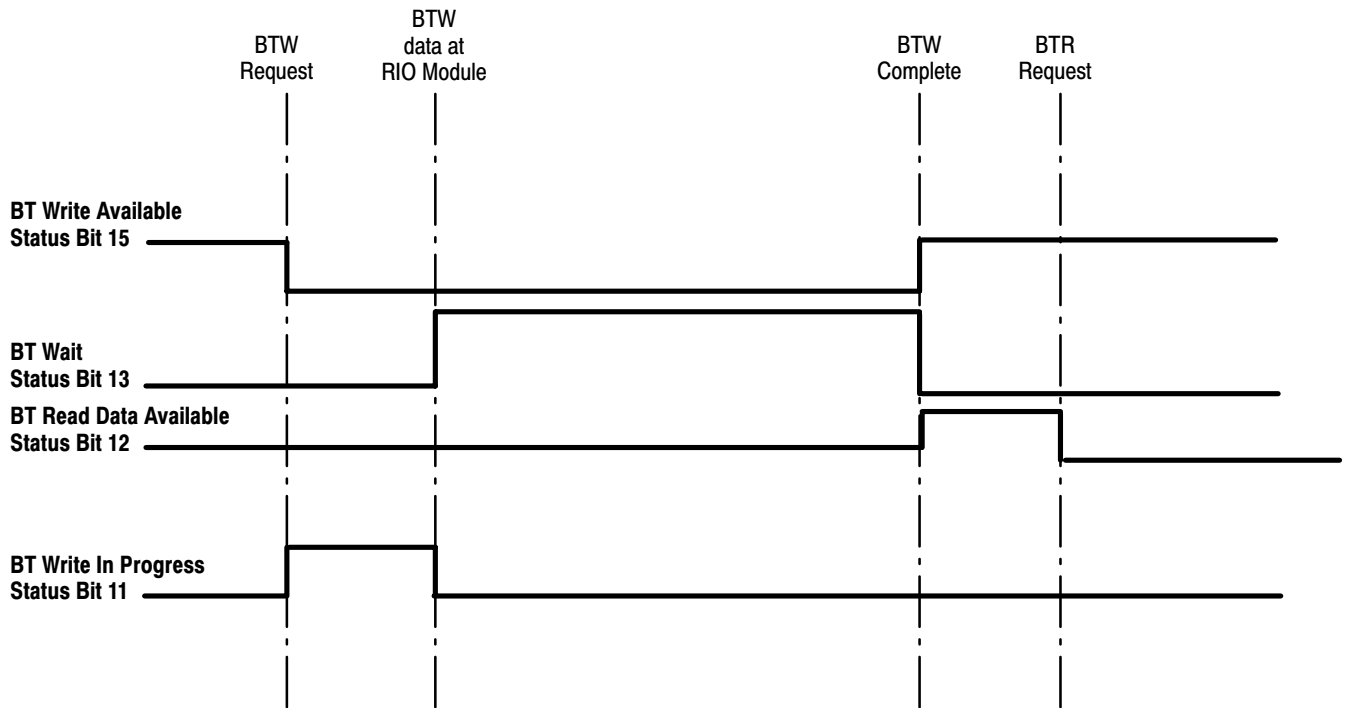 BTW
Request
BTW
data at
RIO Module
BTW
Complete
BTR
Request
BT Write Available
Status Bit 15
BT Wait
Status Bit 13
BT Read Data Available
Status Bit 12
BT Write In Progress
Status Bit 11